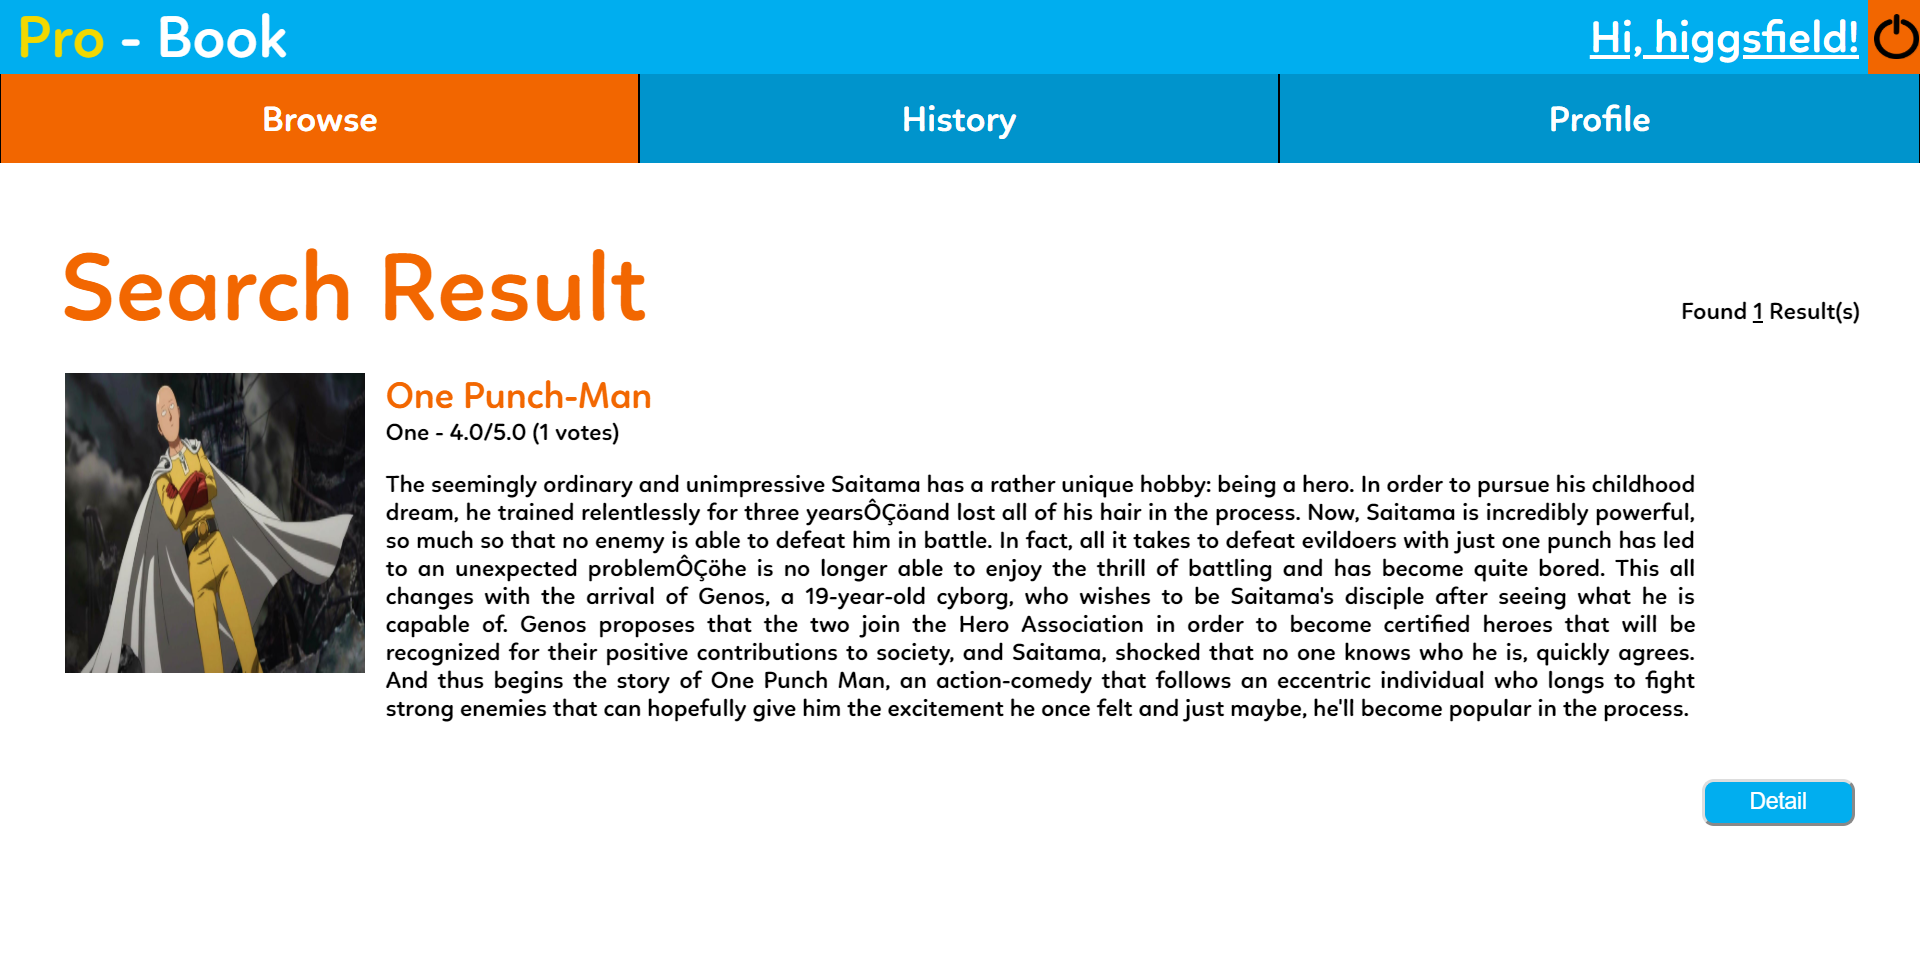 Pro - Book
Hi, higgsfield!
Browse
History
Profile
Search Result
Found 1 Result(s)
One Punch-Man
One - 4.0/5.0 (1 votes)
The seemingly ordinary and unimpressive Saitama has a rather unique hobby: being a hero. In order to pursue his childhood
dream, he trained relentlessly for three yearsÔÇöand lost all of his hair in the process. Now, Saitama is incredibly powerful,
so much so that no enemy is able to defeat him in battle. In fact, all it takes to defeat evildoers with just one punch has led
to an unexpected problemÔÇöhe is no longer able to enjoy the thrill of battling and has become quite bored. This all
changes with the arrival of Genos, a 19-year-old cyborg, who wishes to be Saitama's disciple after seeing what he is
capable of. Genos proposes that the two join the Hero Association in order to become certified heroes that will be
recognized for their positive contributions to society, and Saitama, shocked that no one knows who he is, quickly agrees.
And thus begins the story of One Punch Man, an action-comedy that follows an eccentric individual who longs to fight
strong enemies that can hopefully give him the excitement he once felt and just maybe, he'll become popular in the process.
Detail